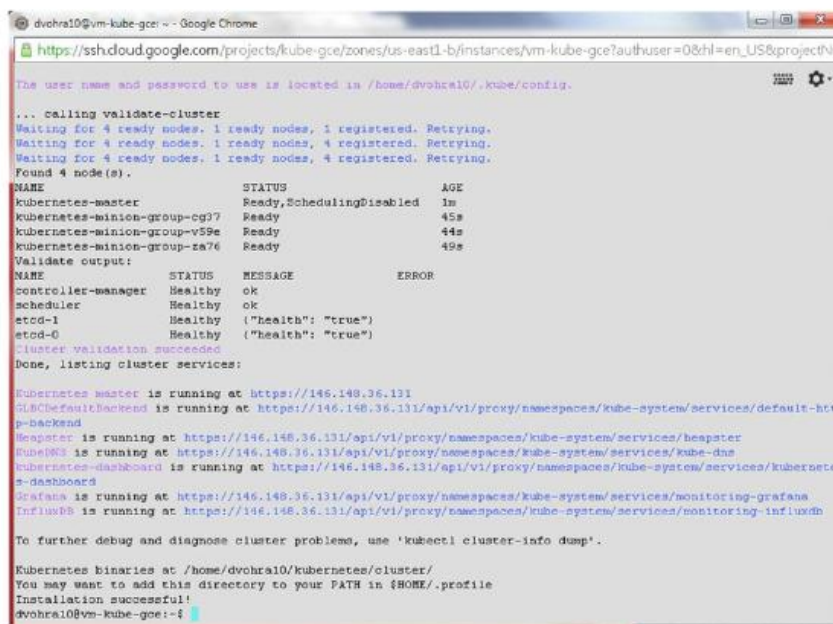 dvohra10@vm-kube-gce: ~ - Google Chrome
https://ssh.cloud.google.com/projects/kube-gce/zones/us-east1-b/instances/vm-kube-gce?authuser=0&hl=en_US&projectN
The user name and password to use is located in /home/dvohra10/.kube/config.
... calling validate-cluster
Waiting for 4 ready nodes. 1 ready nodes, 1 registered. Retrying.
Waiting for 4 ready nodes. 1 ready nodes, 4 registered. Retrying.
Waiting for 4 ready nodes. 1 ready nodes, 4 registered. Retrying.
Found 4 node(s).
NAME STATUS AGE
kubernetes-master Ready,SchedulingDisabled 1m
kubernetes-minion-group-cg37 Ready 45s
kubernetes-minion-group-v59e Ready 44s
kubernetes-minion-group-za76 Ready 49s
Validate output:
NAME STATUS MESSAGE ERROR
controller-manager Healthy ok
scheduler Healthy ok
etcd-1 Healthy {"health": "true"}
etcd-0 Healthy {"health": "true"}
Cluster validation succeeded
Done, listing cluster services:
Kubernetes master is running at https://146.148.36.131
GLBCDefaultBackend is running at https://146.148.36.131/api/v1/proxy/namespaces/kube-system/services/default-htt
p-backend
Heapster is running at https://146.148.36.131/api/v1/proxy/namespaces/kube-system/services/heapster
KubeDNS is running at https://146.148.36.131/api/v1/proxy/namespaces/kube-system/services/kube-dns
kubernetes-dashboard is running at https://146.148.36.131/api/v1/proxy/namespaces/kube-system/services/kubernete
s-dashboard
Grafana is running at https://146.148.36.131/api/v1/proxy/namespaces/kube-system/services/monitoring-grafana
InfluxDB is running at https://146.148.36.131/api/v1/proxy/namespaces/kube-system/services/monitoring-influxdb
To further debug and diagnose cluster problems, use 'kubectl cluster-info dump'.
Kubernetes binaries at /home/dvohra10/kubernetes/cluster/
You may want to add this directory to your PATH in $HOME/.profile
Installation successful!
dvohra10@vm-kube-gce:~$